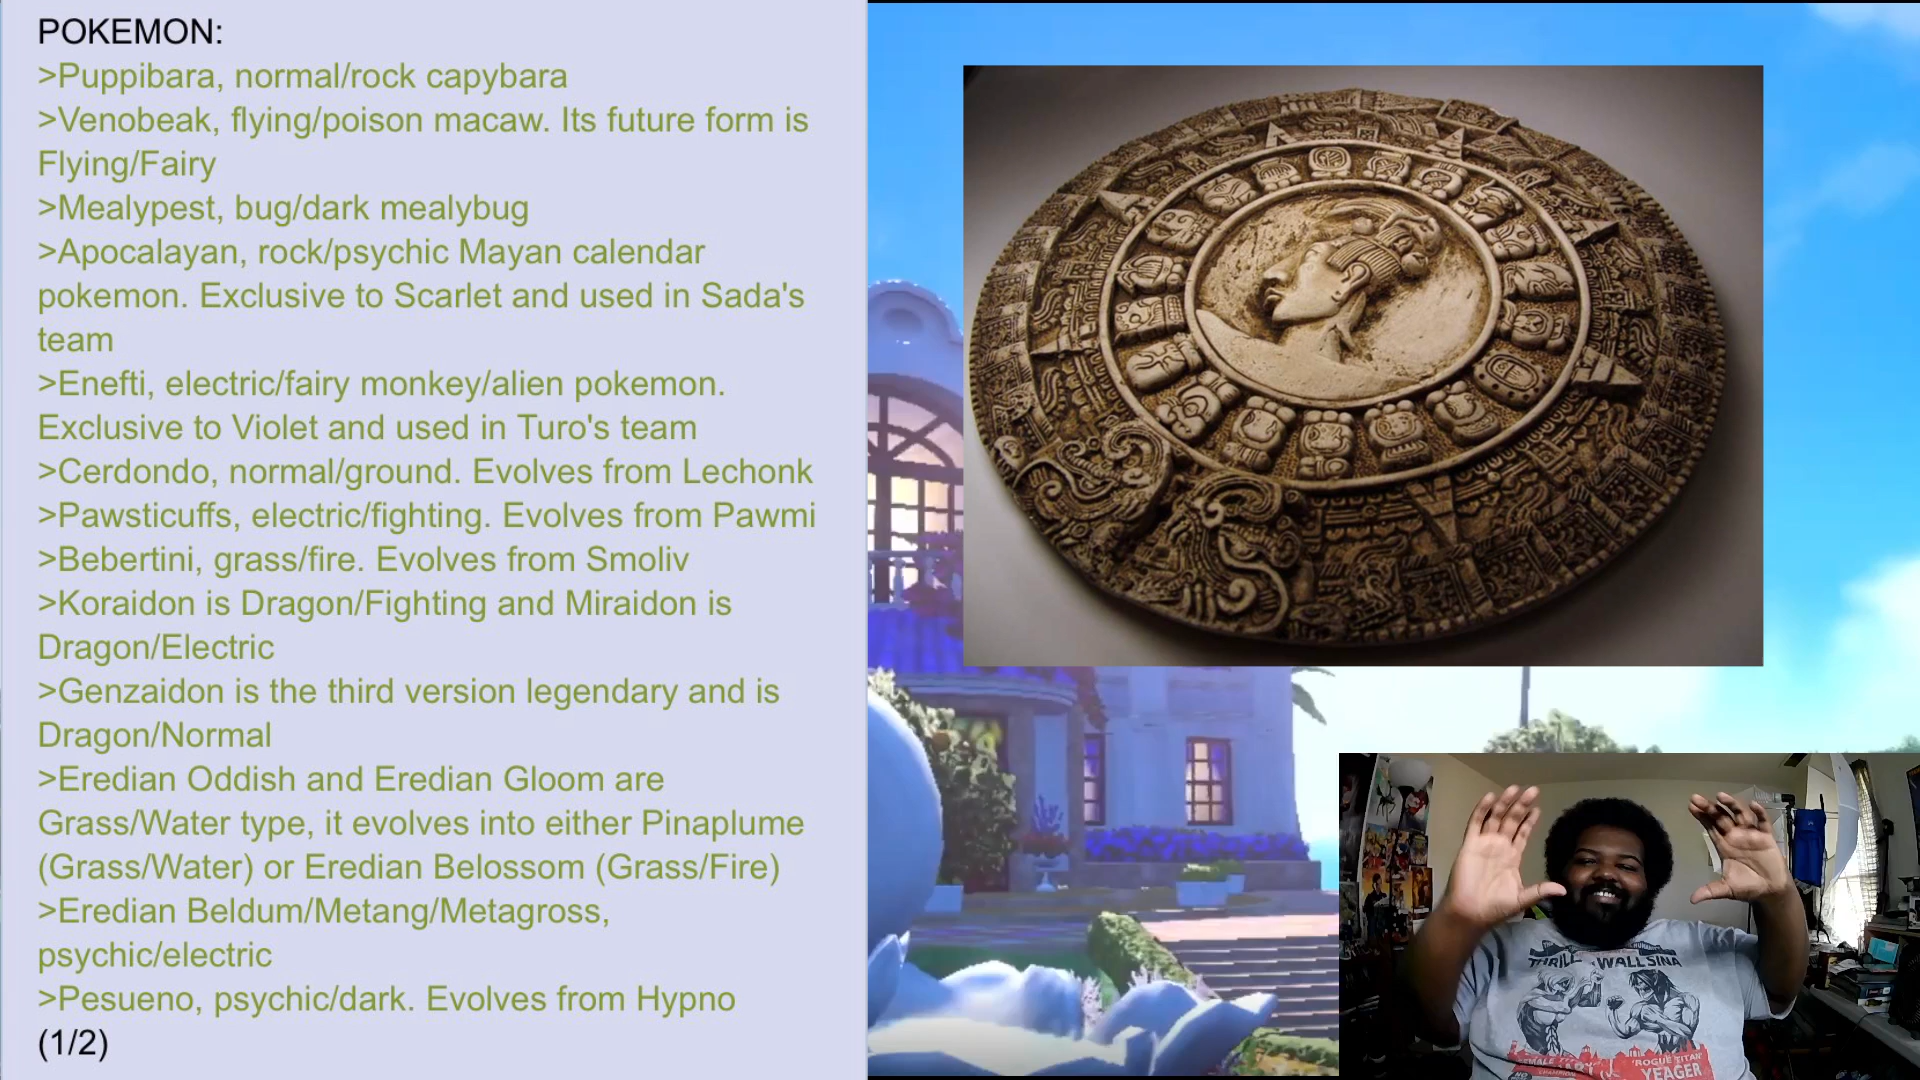 POKEMON:
>Puppibara, normal/rock capybara
>Venobeak, flying/poison macaw. Its future form is
Flying/Fairy
>Mealypest, bug/dark mealybug
>Apocalayan, rock/psychic Mayan calendar
pokemon. Exclusive to Scarlet and used in Sada's
team
>Enefti, electric/fairy monkey/alien pokemon.
Exclusive to Violet and used in Turo's team
>Cerdondo, normal/ground. Evolves from Lechonk
>Pawsticuffs, electric/fighting. Evolves from Pawmi
>Bebertini, grass/fire. Evolves from Smoliv
>Koraidon is Dragon/Fighting and Miraidon is
Dragon/Electric
>Genzaidon is the third version legendary and is
Dragon/Normal
>Eredian Oddish and Eredian Gloom are
Grass/Water type, it evolves into either Pinaplume
(Grass/Water) or Eredian Belossom (Grass/Fire)
>Eredian Beldum/Metang/Metagross,
psychic/electric
>Pesueno, psychic/dark. Evolves from Hypno
(1/2)
WALL SINA
"ROGUE TITAN"
YEAGER